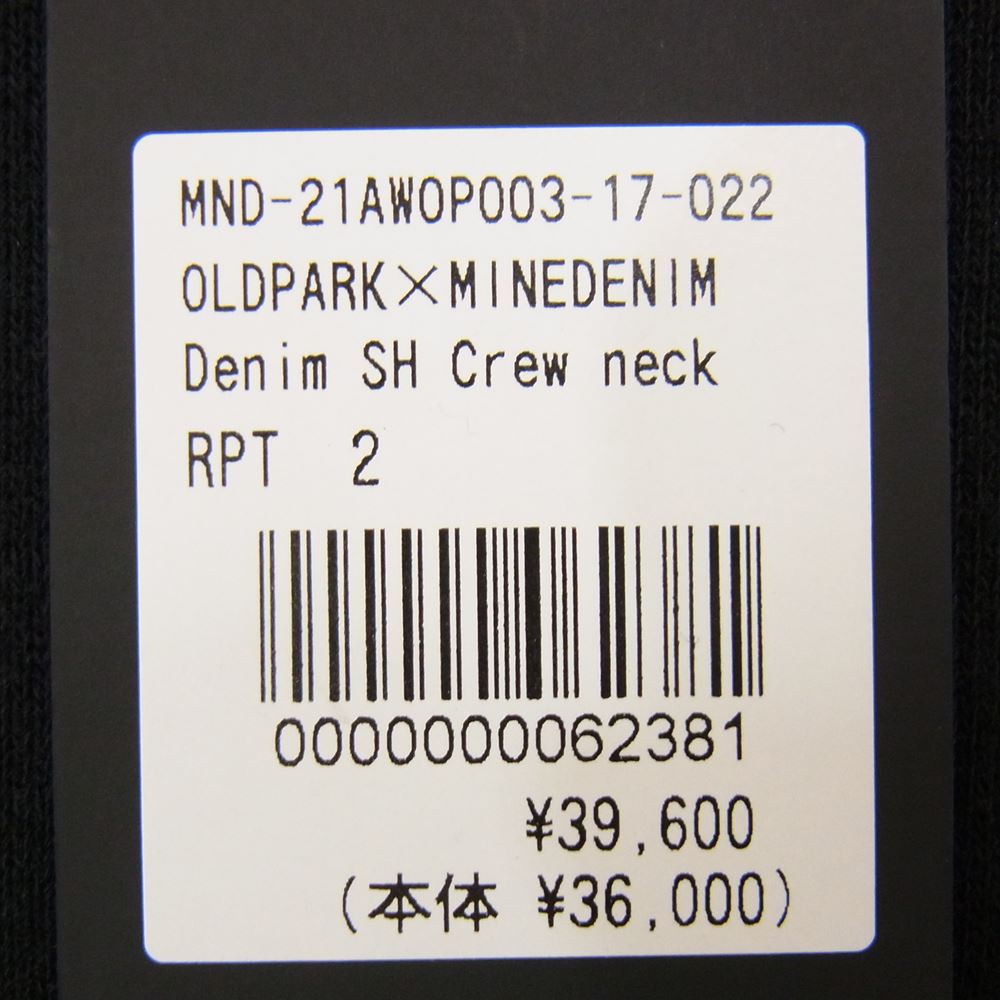 MND-21AWOP003-17-022
OLDPARK×MINEDENIM
Denim SH Crew neck
RPT 2
0000000062381
¥39,600
(本体 ¥36,000)